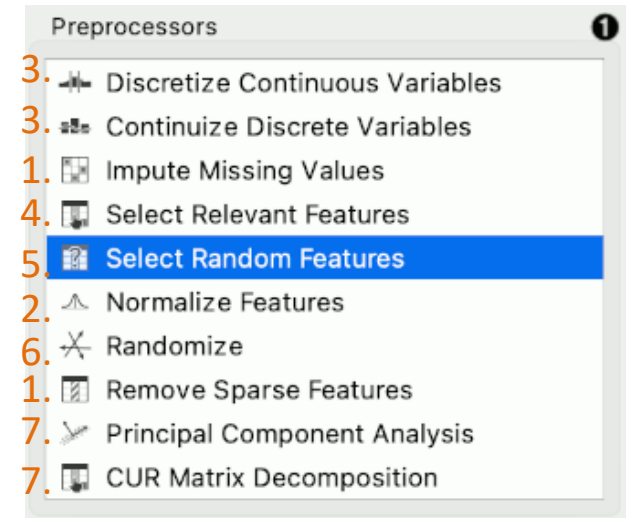 Preprocessors ❶
3. Discretize Continuous Variables
3. Continuize Discrete Variables
1. Impute Missing Values
4. Select Relevant Features
5. Select Random Features
2. Normalize Features
6. Randomize
1. Remove Sparse Features
7. Principal Component Analysis
7. CUR Matrix Decomposition